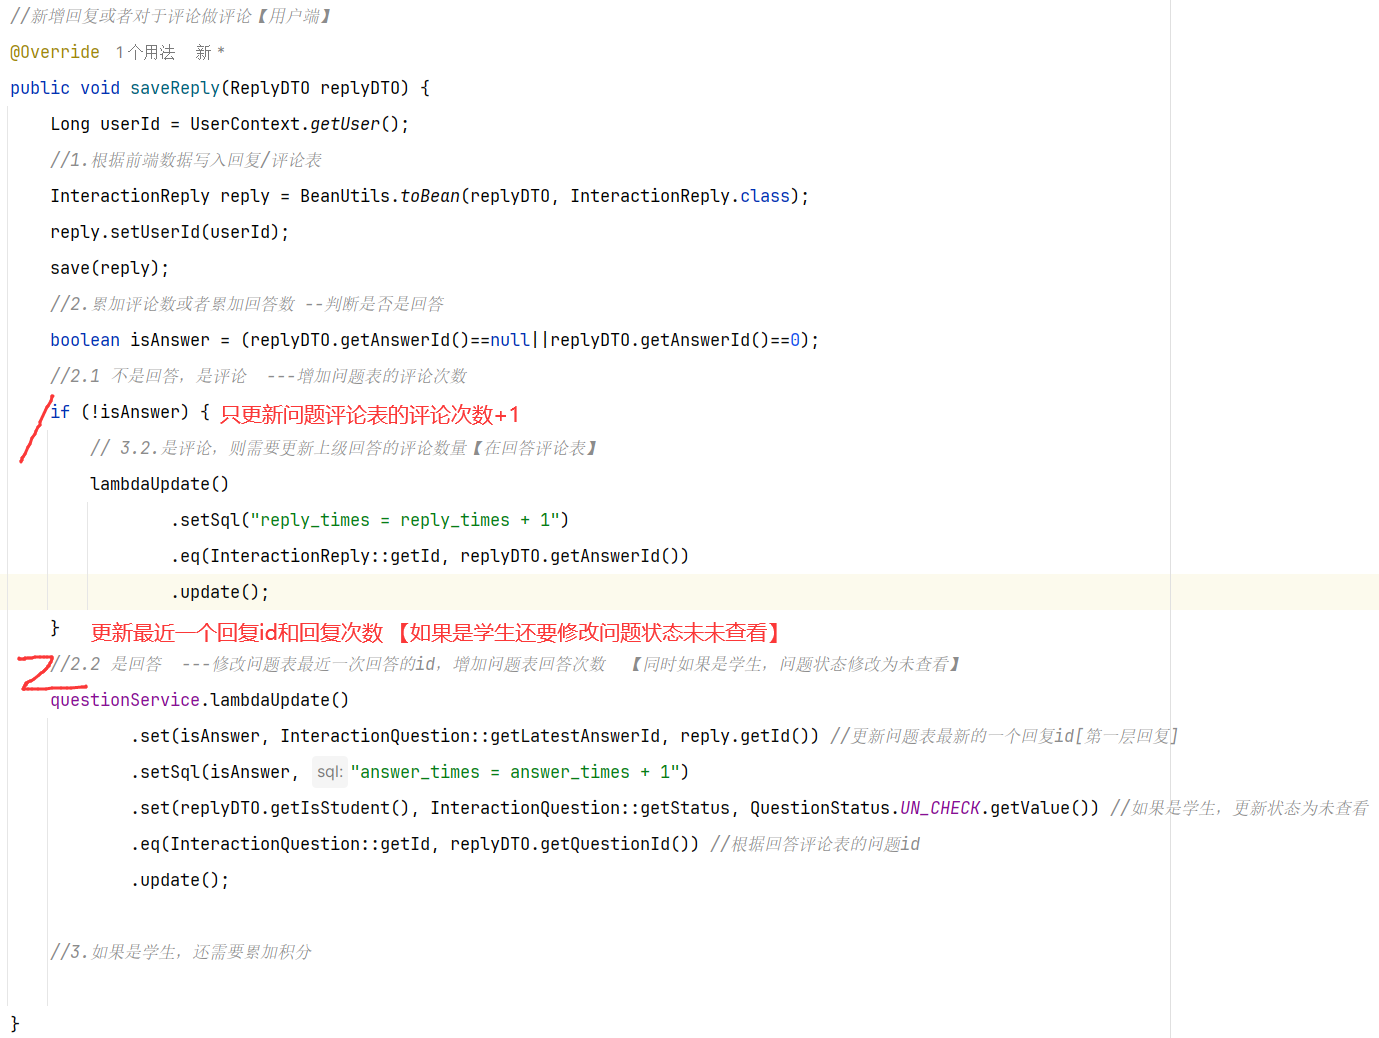 //新增回复或者对于评论做评论【用户端】
@Override 1个用法 新 *
public void saveReply(ReplyDTO replyDTO) {
Long userId = UserContext.getUser();
//1.根据前端数据写入回复/评论表
InteractionReply reply = BeanUtils.toBean(replyDTO, InteractionReply.class);
reply.setUserId(userId);
save(reply);
//2.累加评论数或者累加回答数 --判断是否是回答
boolean isAnswer = (replyDTO.getAnswerId()==null||replyDTO.getAnswerId()==0);
//2.1 不是回答，是评论 ---增加问题表的评论次数
if (!isAnswer) { 只更新问题评论表的评论次数+1
// 3.2.是评论，则需要更新上级回答的评论数量【在回答评论表】
lambdaUpdate()
.setSql("reply_times = reply_times + 1")
.eq(InteractionReply::getId, replyDTO.getAnswerId())
.update();
} 更新最近一个回复id和回复次数 【如果是学生还要修改问题状态未未查看】
//2.2 是回答 ---修改问题表最近一次回答的id，增加问题表回答次数 【同时如果是学生，问题状态修改为未查看】
2
questionService.lambdaUpdate()
.set(isAnswer, InteractionQuestion::getLatestAnswerId, reply.getId()) //更新问题表最新的一个回复id[第一层回复]
.setSql(isAnswer, sql: "answer_times = answer_times + 1")
.set(replyDTO.getIsStudent(), InteractionQuestion::getStatus, QuestionStatus.UN_CHECK.getValue()) //如果是学生，更新状态为未查看
.eq(InteractionQuestion::getId, replyDTO.getQuestionId()) //根据回答评论表的问题id
.update();
//3.如果是学生，还需要累加积分
}